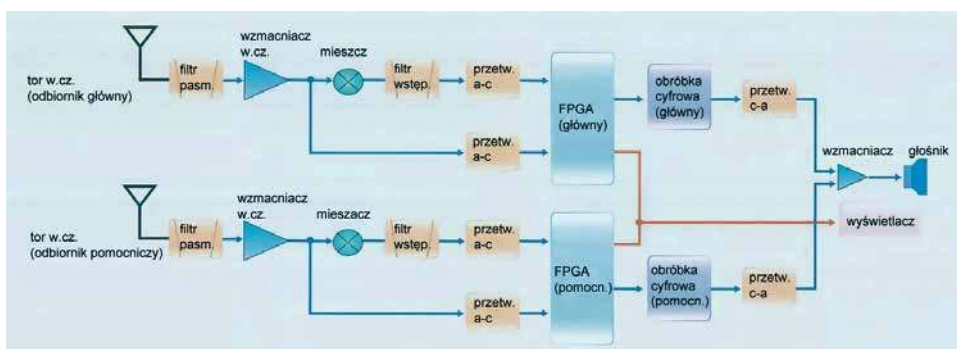 tor w.cz.
(odbiornik główny)
filtr
pasm.
wzmacniacz
w.cz.
mieszcz
filtr
wstęp.
przetw.
a-c
przetw.
a-c
FPGA
(główny)
obróbka
cyfrowa
(główny)
przetw.
c-a
wzmacniacz
głośnik
wyświetlacz
tor w.cz.
(odbiornik pomocniczy)
filtr
pasm.
wzmacniacz
w.cz.
mieszacz
filtr
wstęp.
przetw.
a-c
przetw.
a-c
FPGA
(pomocn.)
obróbka
cyfrowa
(pomocn.)
przetw.
c-a